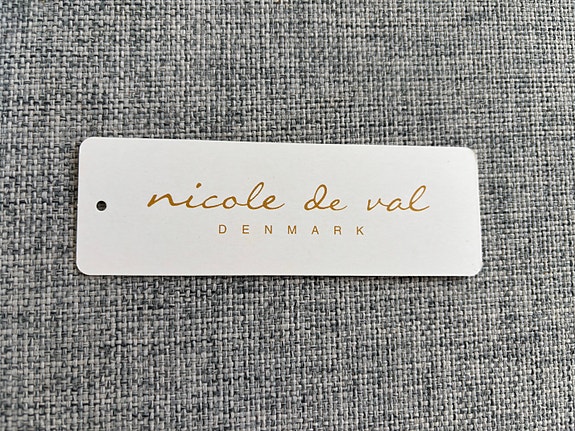 nicole de val
DENMARK